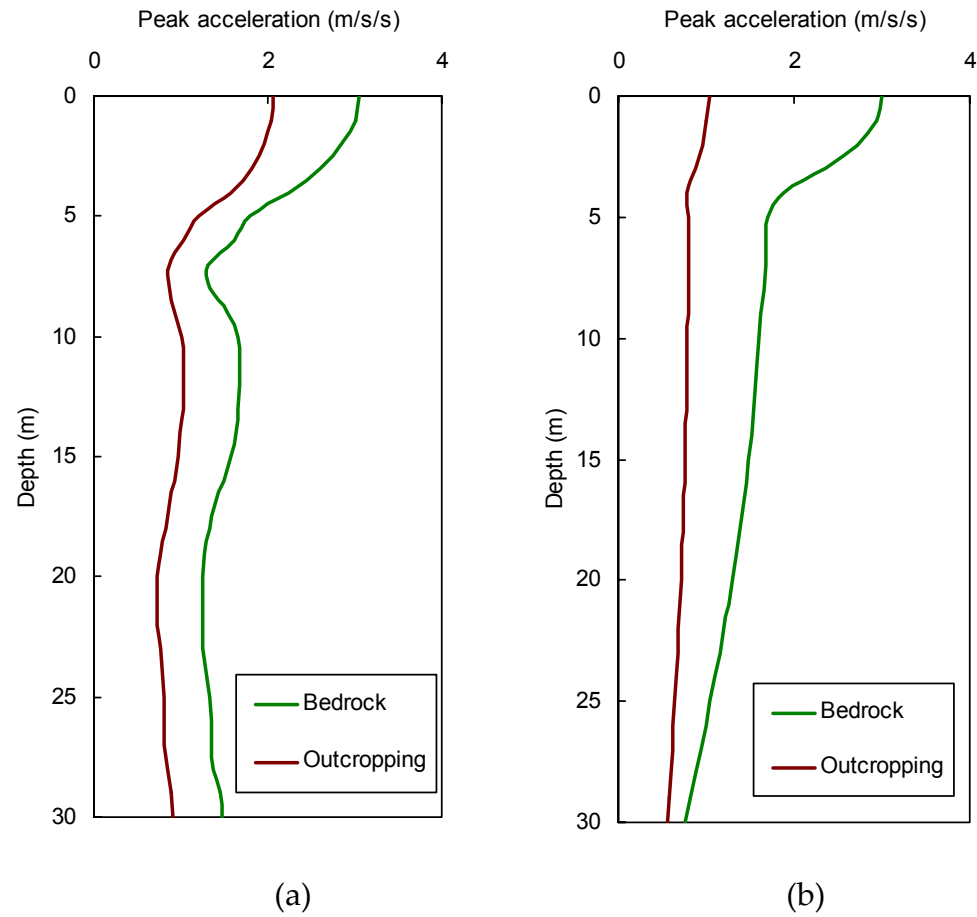 Peak acceleration (m/s/s)
0 2 4
0
5
10
15
20
25
30
Depth (m)
Bedrock
Outcropping
(a)
Peak acceleration (m/s/s)
0 2 4
0
5
10
15
20
25
30
Depth (m)
Bedrock
Outcropping
(b)